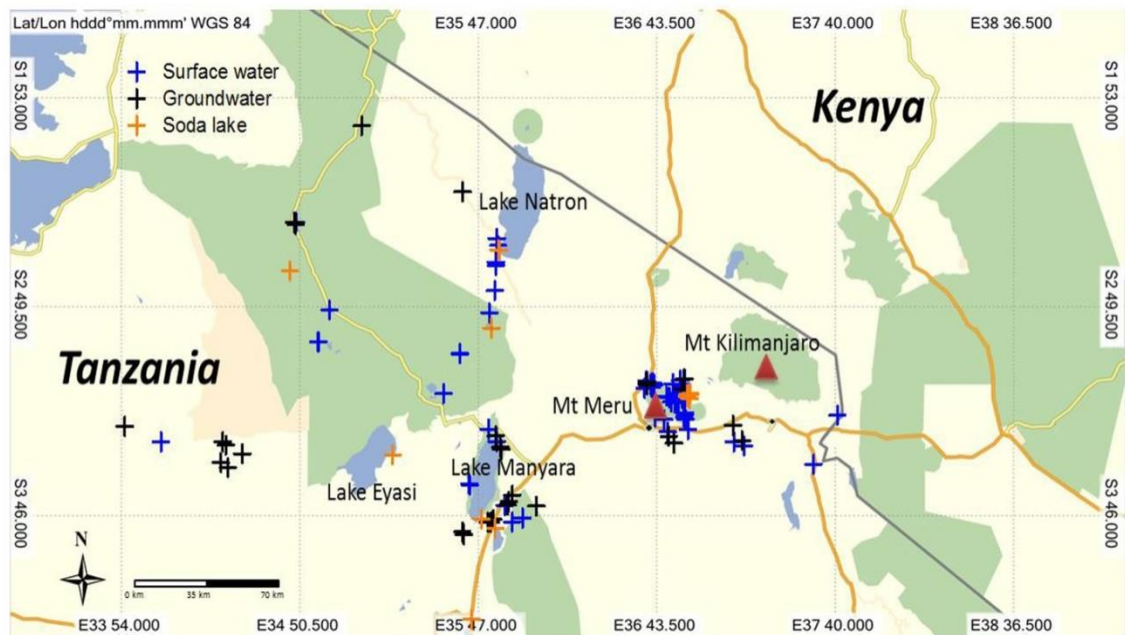 Lat/Lon hddd°mm.mmm' WGS 84
E35 47.000
E36 43.500
E37 40.000
E38 36.500
S1 53.000
S1 53.000
Surface water
Groundwater
Soda lake
Kenya
Lake Natron
S2 49.500
S2 49.500
Mt Kilimanjaro
Tanzania
Mt Meru
Lake Manyara
Lake Eyasi
S3 46.000
S3 46.000
N
0 km
35 km
70 km
E33 54.000
E34 50.500
E35 47.000
E36 43.500
E37 40.000
E38 36.500